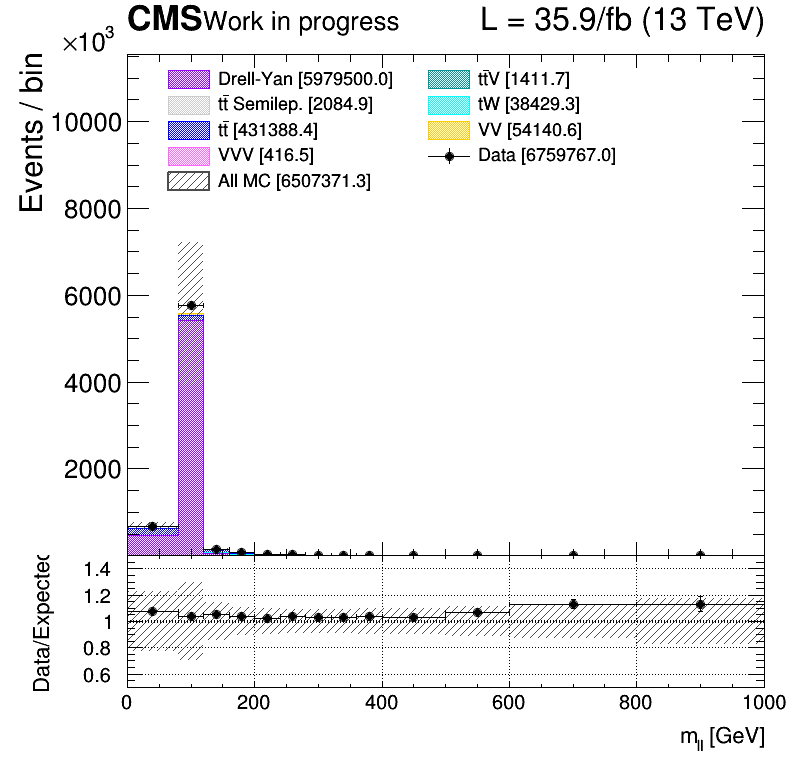 CMS Work in progress L = 35.9/fb (13 TeV)
×10³
Events / bin
Drell-Yan [5979500.0]
tt̄ Semilep. [2084.9]
tt̄ [431388.4]
VVV [416.5]
All MC [6507371.3]
tt̄V [1411.7]
tW [38429.3]
VV [54140.6]
Data [6759767.0]
10000
8000
6000
4000
2000
Data/Expected
1.4
1.2
1
0.8
0.6
0 200 400 600 800 1000
m_ll [GeV]